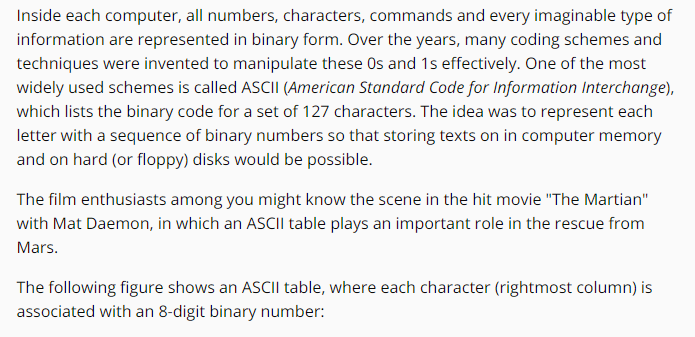 Inside each computer, all numbers, characters, commands and every imaginable type of
information are represented in binary form. Over the years, many coding schemes and
techniques were invented to manipulate these 0s and 1s effectively. One of the most
widely used schemes is called ASCII (American Standard Code for Information Interchange),
which lists the binary code for a set of 127 characters. The idea was to represent each
letter with a sequence of binary numbers so that storing texts on in computer memory
and on hard (or floppy) disks would be possible.
The film enthusiasts among you might know the scene in the hit movie "The Martian"
with Mat Daemon, in which an ASCII table plays an important role in the rescue from
Mars.
The following figure shows an ASCII table, where each character (rightmost column) is
associated with an 8-digit binary number: